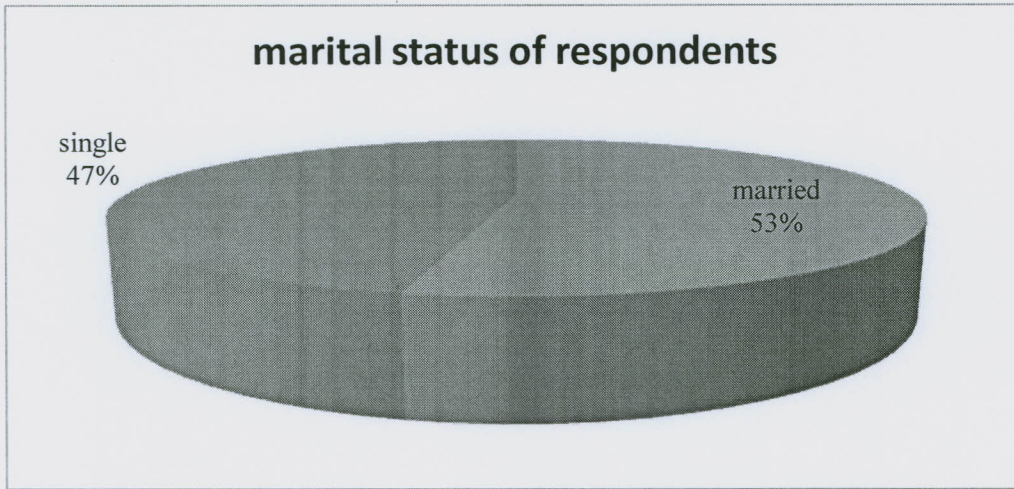 marital status of respondents
single
47%
married
53%